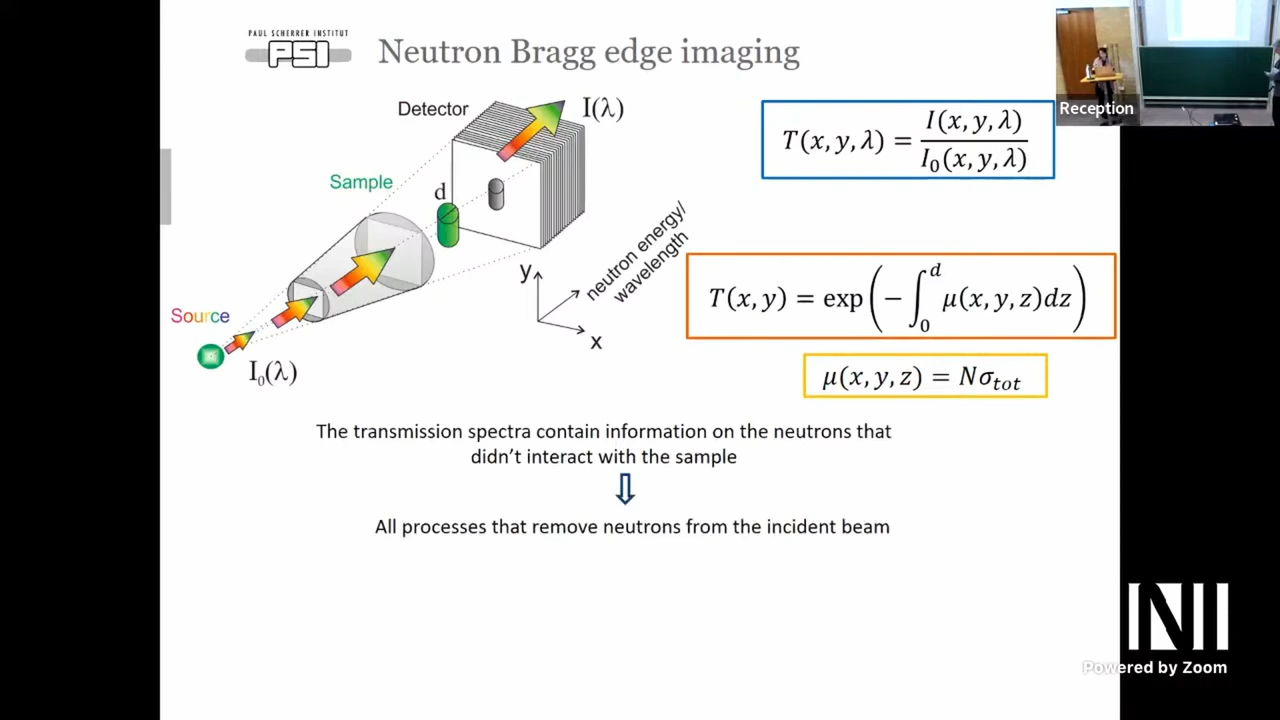 PAUL SCHERRER INSTITUT
PSI
Neutron Bragg edge imaging
Reception
Detector
I(λ)
T(x, y, λ) = I(x, y, λ) / I₀(x, y, λ)
Sample
d
neutron energy/
wavelength
y
x
T(x, y) = exp(−∫₀ᵈ μ(x, y, z)dz)
Source
I₀(λ)
μ(x, y, z) = Nσₜₒₜ
The transmission spectra contain information on the neutrons that
didn't interact with the sample
All processes that remove neutrons from the incident beam
NII
Powered by Zoom